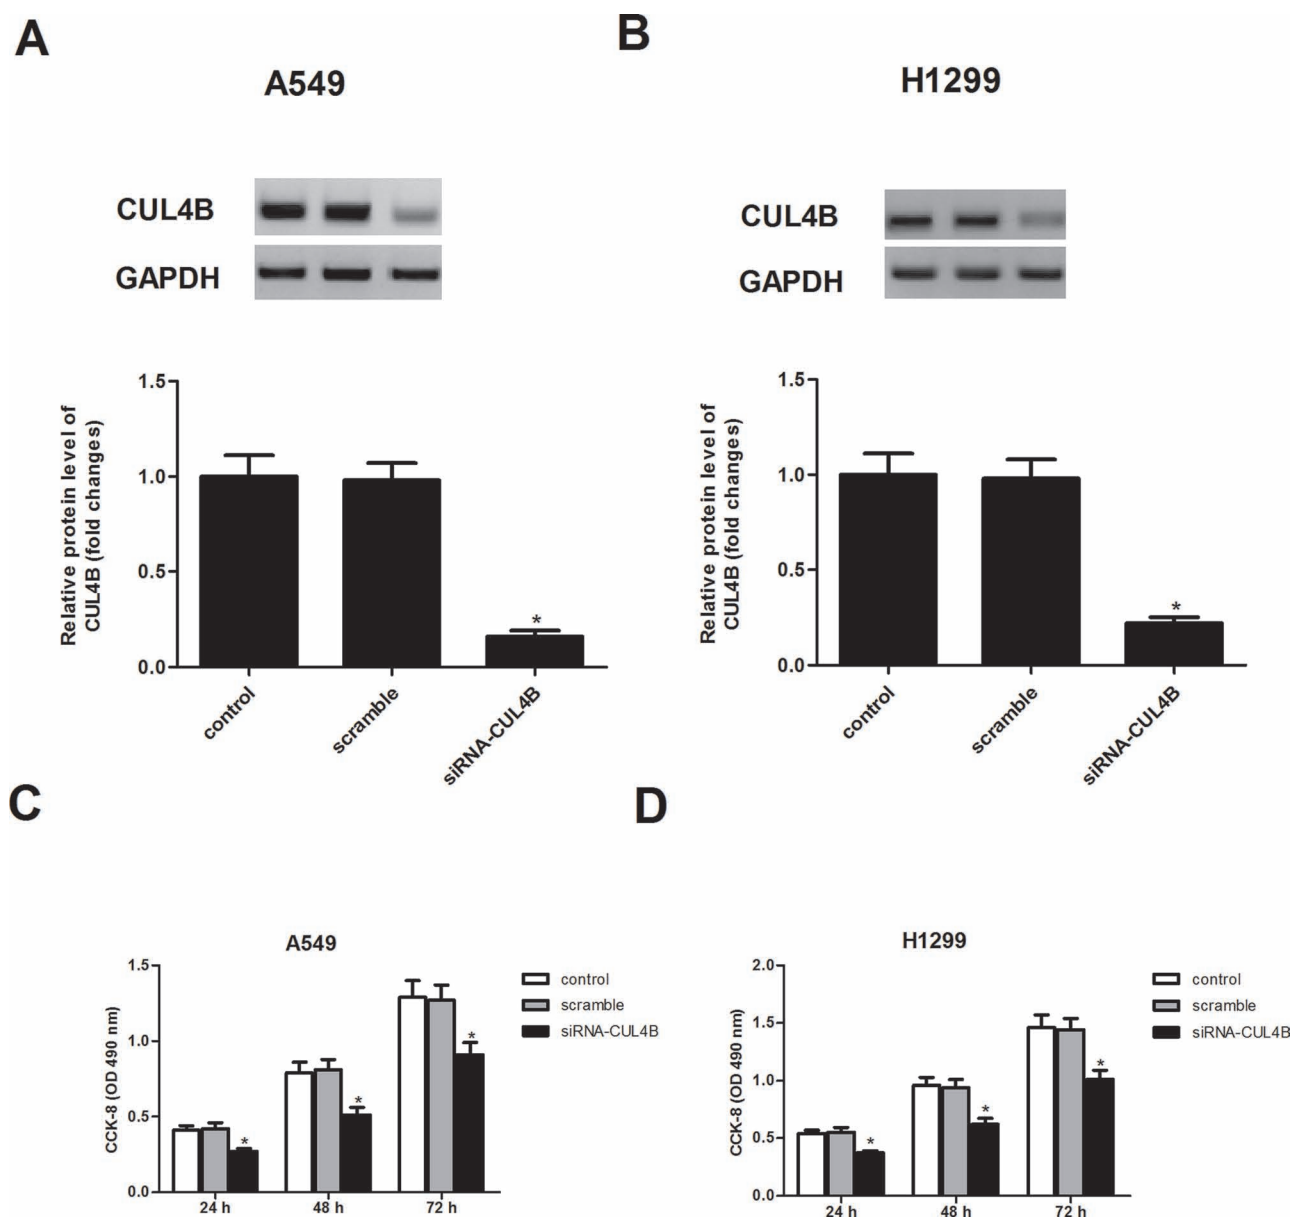 A
A549
CUL4B
GAPDH
Relative protein level of
CUL4B (fold changes)
1.5
1.0
0.5
0.0
*
control
scramble
siRNA-CUL4B
B
H1299
CUL4B
GAPDH
Relative protein level of
CUL4B (fold changes)
1.5
1.0
0.5
0.0
*
control
scramble
siRNA-CUL4B
C
A549
CCK-8 (OD 490 nm)
1.5
1.0
0.5
0.0
*
*
*
24 h
48 h
72 h
control
scramble
siRNA-CUL4B
D
H1299
CCK-8 (OD 490 nm)
2.0
1.5
1.0
0.5
0.0
*
*
*
24 h
48 h
72 h
control
scramble
siRNA-CUL4B